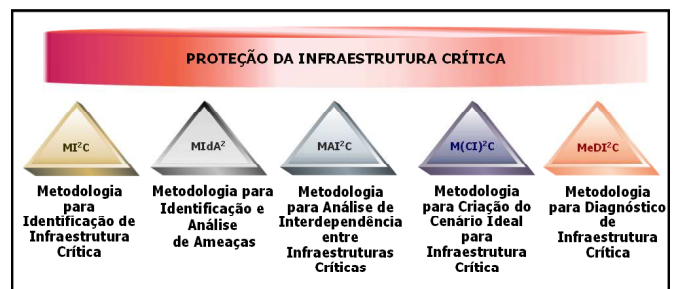 PROTEÇÃO DA INFRAESTRUTURA CRÍTICA
MI²C
Metodologia
para
Identificação de
Infraestrutura
Crítica
MIdA²
Metodologia para
Identificação e
Análise
de Ameaças
MAI²C
Metodologia
para Análise de
Interdependência
entre
Infraestruturas
Críticas
M(CI)²C
Metodologia
para Criação do
Cenário Ideal
para
Infraestrutura
Crítica
MeDI²C
Metodologia
para Diagnóstico
de
Infraestrutura
Crítica